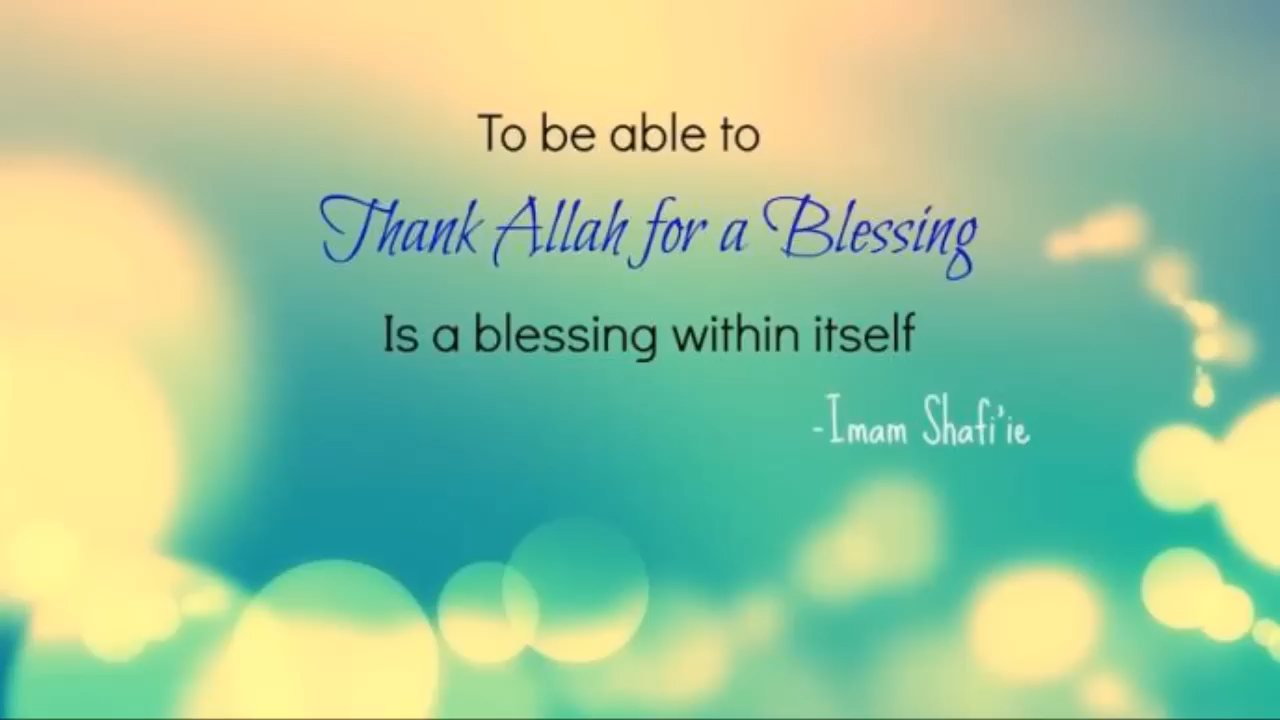 To be able to
Thank Allah for a Blessing
Is a blessing within itself
-Imam Shafi'ie